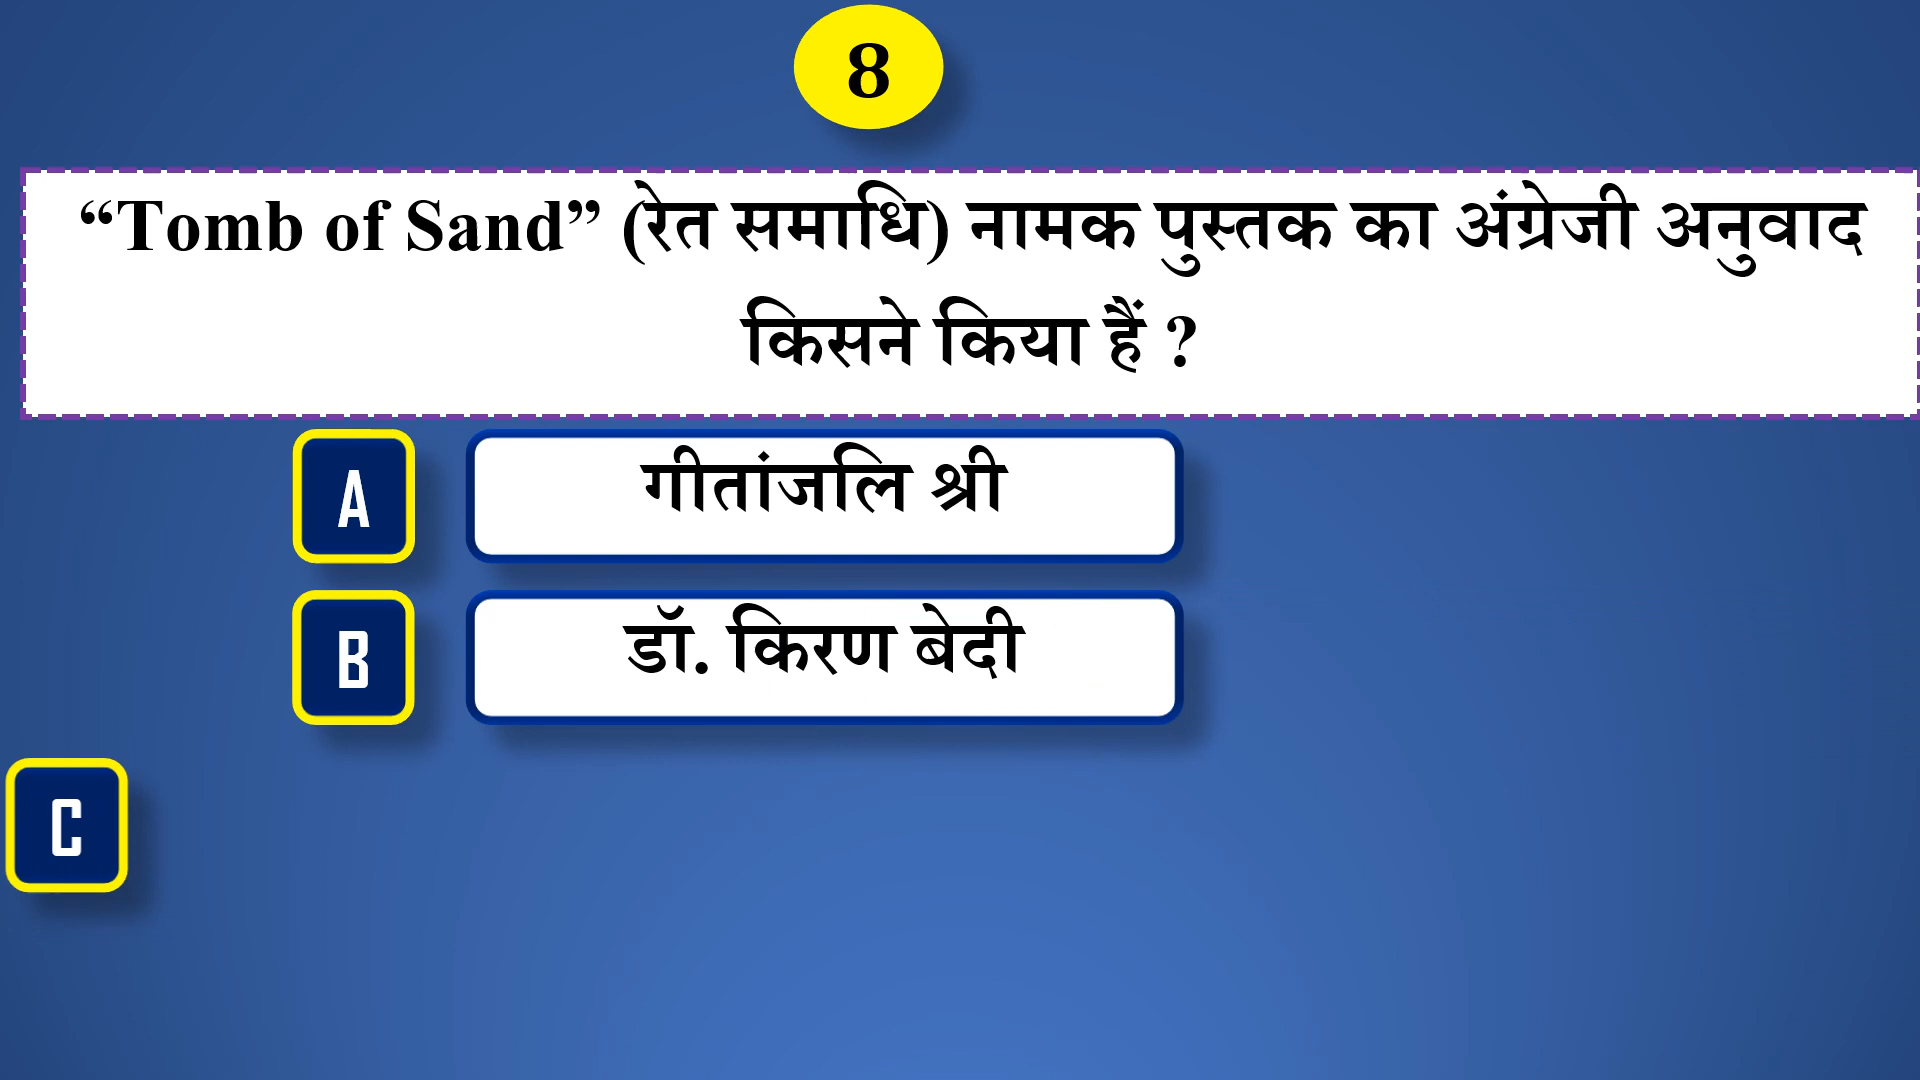 8
“Tomb of Sand” (रेत समाधि) नामक पुस्तक का अंग्रेजी अनुवाद
किसने किया हैं ?
A गीतांजलि श्री
B डॉ. किरण बेदी
C